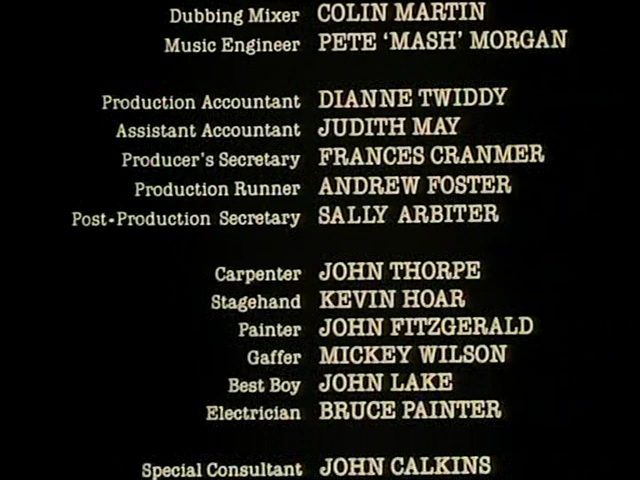 Dubbing Mixer COLIN MARTIN
Music Engineer PETE ‘MASH’ MORGAN
Production Accountant DIANNE TWIDDY
Assistant Accountant JUDITH MAY
Producer's Secretary FRANCES CRANMER
Production Runner ANDREW FOSTER
Post-Production Secretary SALLY ARBITER
Carpenter JOHN THORPE
Stagehand KEVIN HOAR
Painter JOHN FITZGERALD
Gaffer MICKEY WILSON
Best Boy JOHN LAKE
Electrician BRUCE PAINTER
Special Consultant JOHN CALKINS